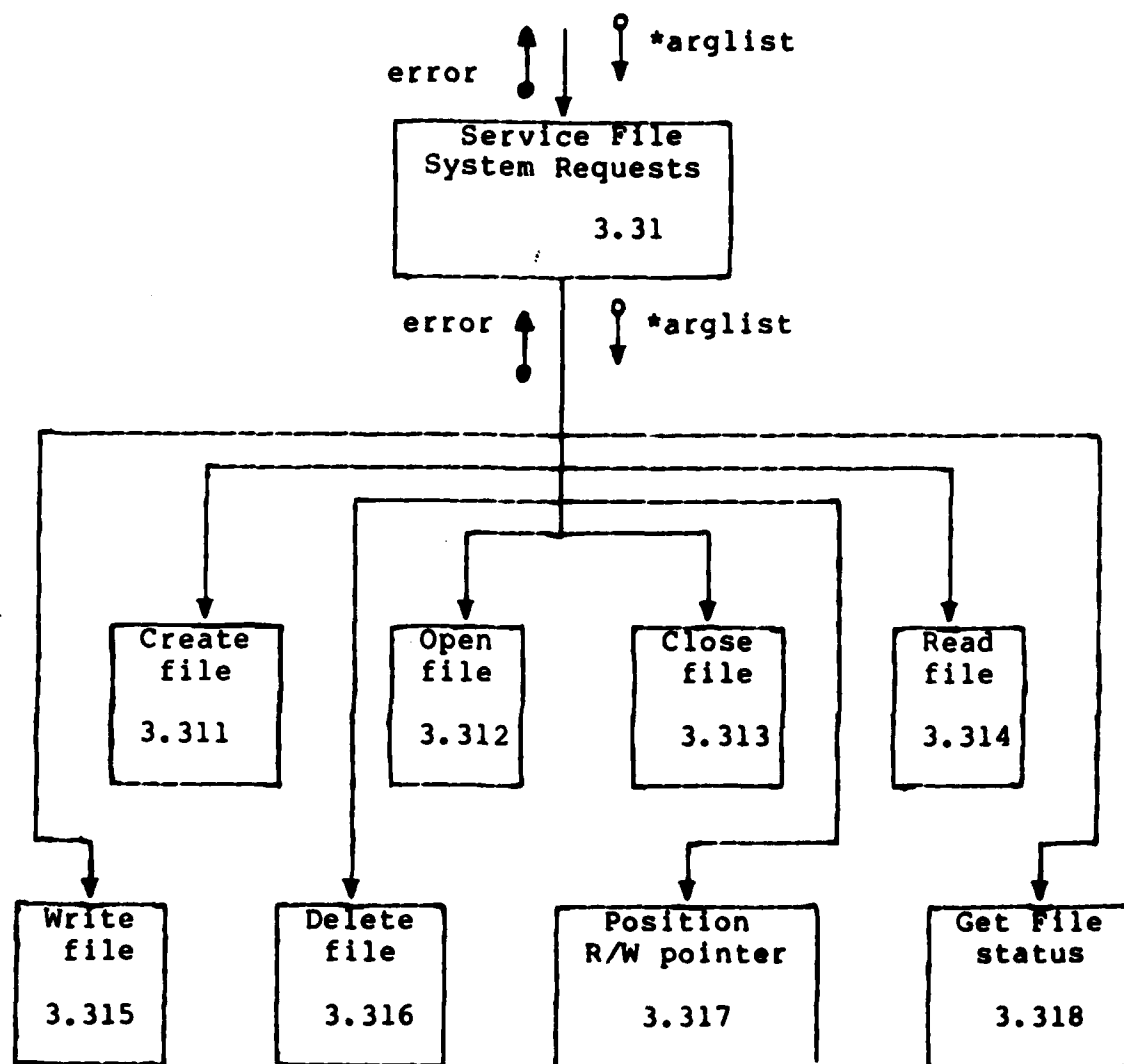 error
*arglist
Service File
System Requests
3.31
error
*arglist
Create
file
3.311
Open
file
3.312
Close
file
3.313
Read
file
3.314
Write
file
3.315
Delete
file
3.316
Position
R/W pointer
3.317
Get File
status
3.318